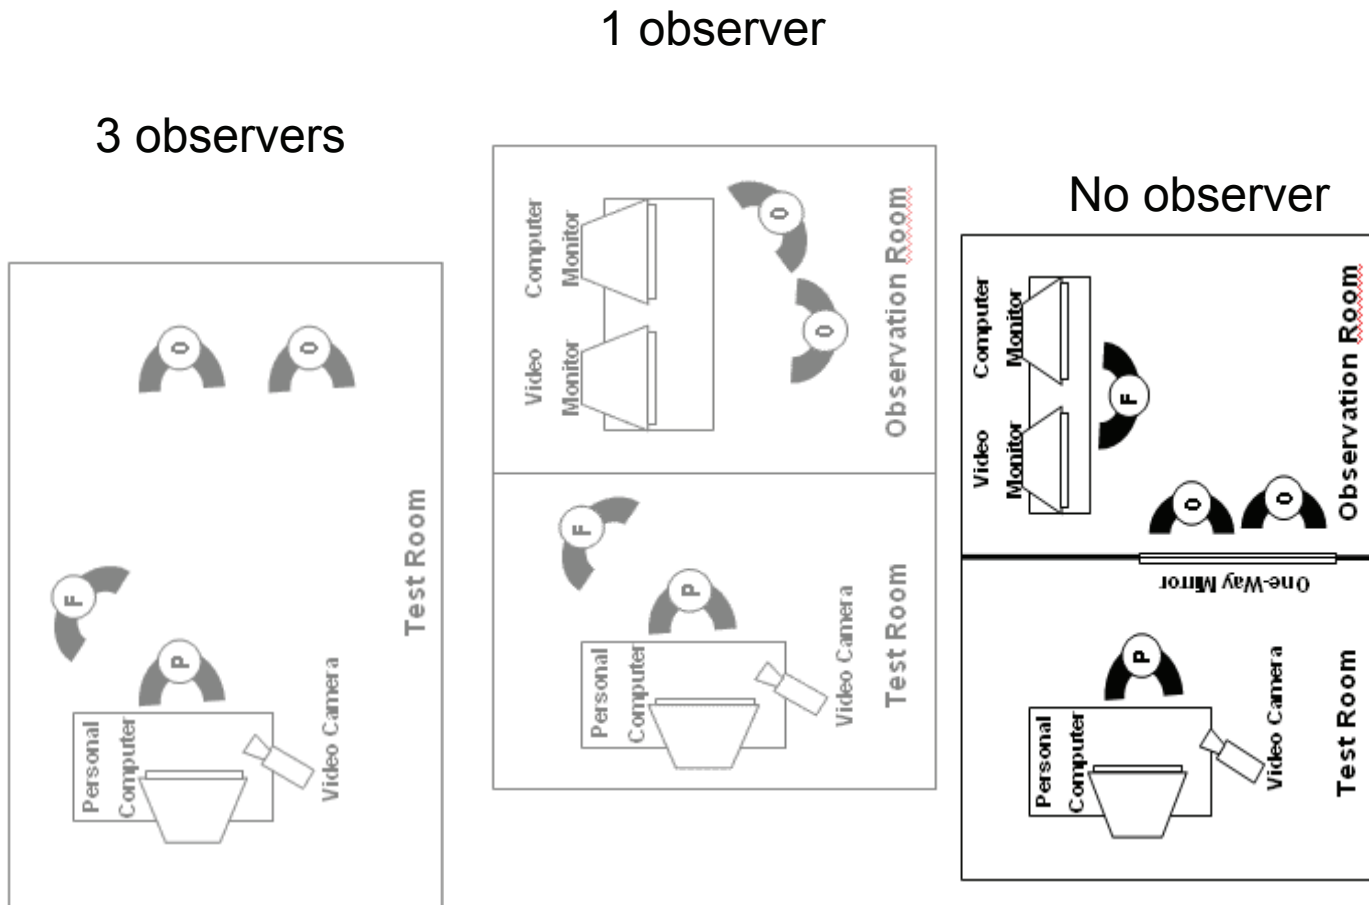 1 observer
3 observers
No observer
O
O
F
P
Test Room
Personal
Computer
Video Camera
Computer
Monitor
Video
Monitor
O
O
Observation Room
F
P
Personal
Computer
Video Camera
Test Room
Computer
Monitor
Video
Monitor
F
O
O
Observation Room
One-Way Mirror
P
Personal
Computer
Video Camera
Test Room